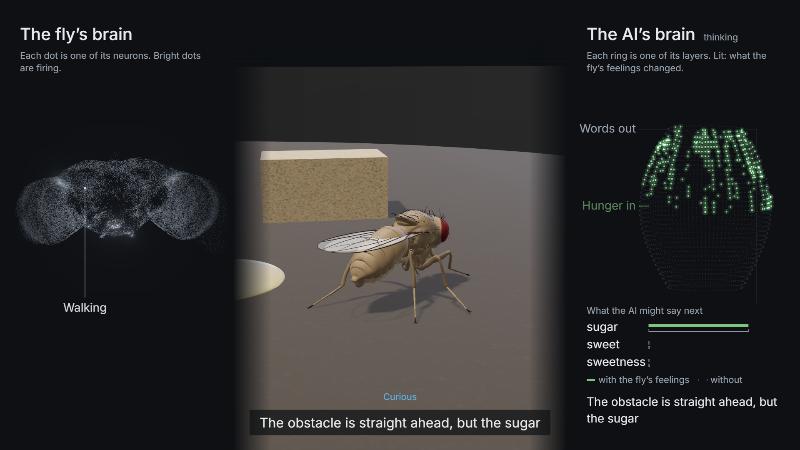 The fly's brain
Each dot is one of its neurons. Bright dots
are firing.
Walking
Curious
The obstacle is straight ahead, but the sugar
The AI's brain thinking
Each ring is one of its layers. Lit: what the
fly's feelings changed.
Words out
Hunger in
What the AI might say next
sugar
sweet
sweetness
with the fly's feelings
without
The obstacle is straight ahead, but
the sugar